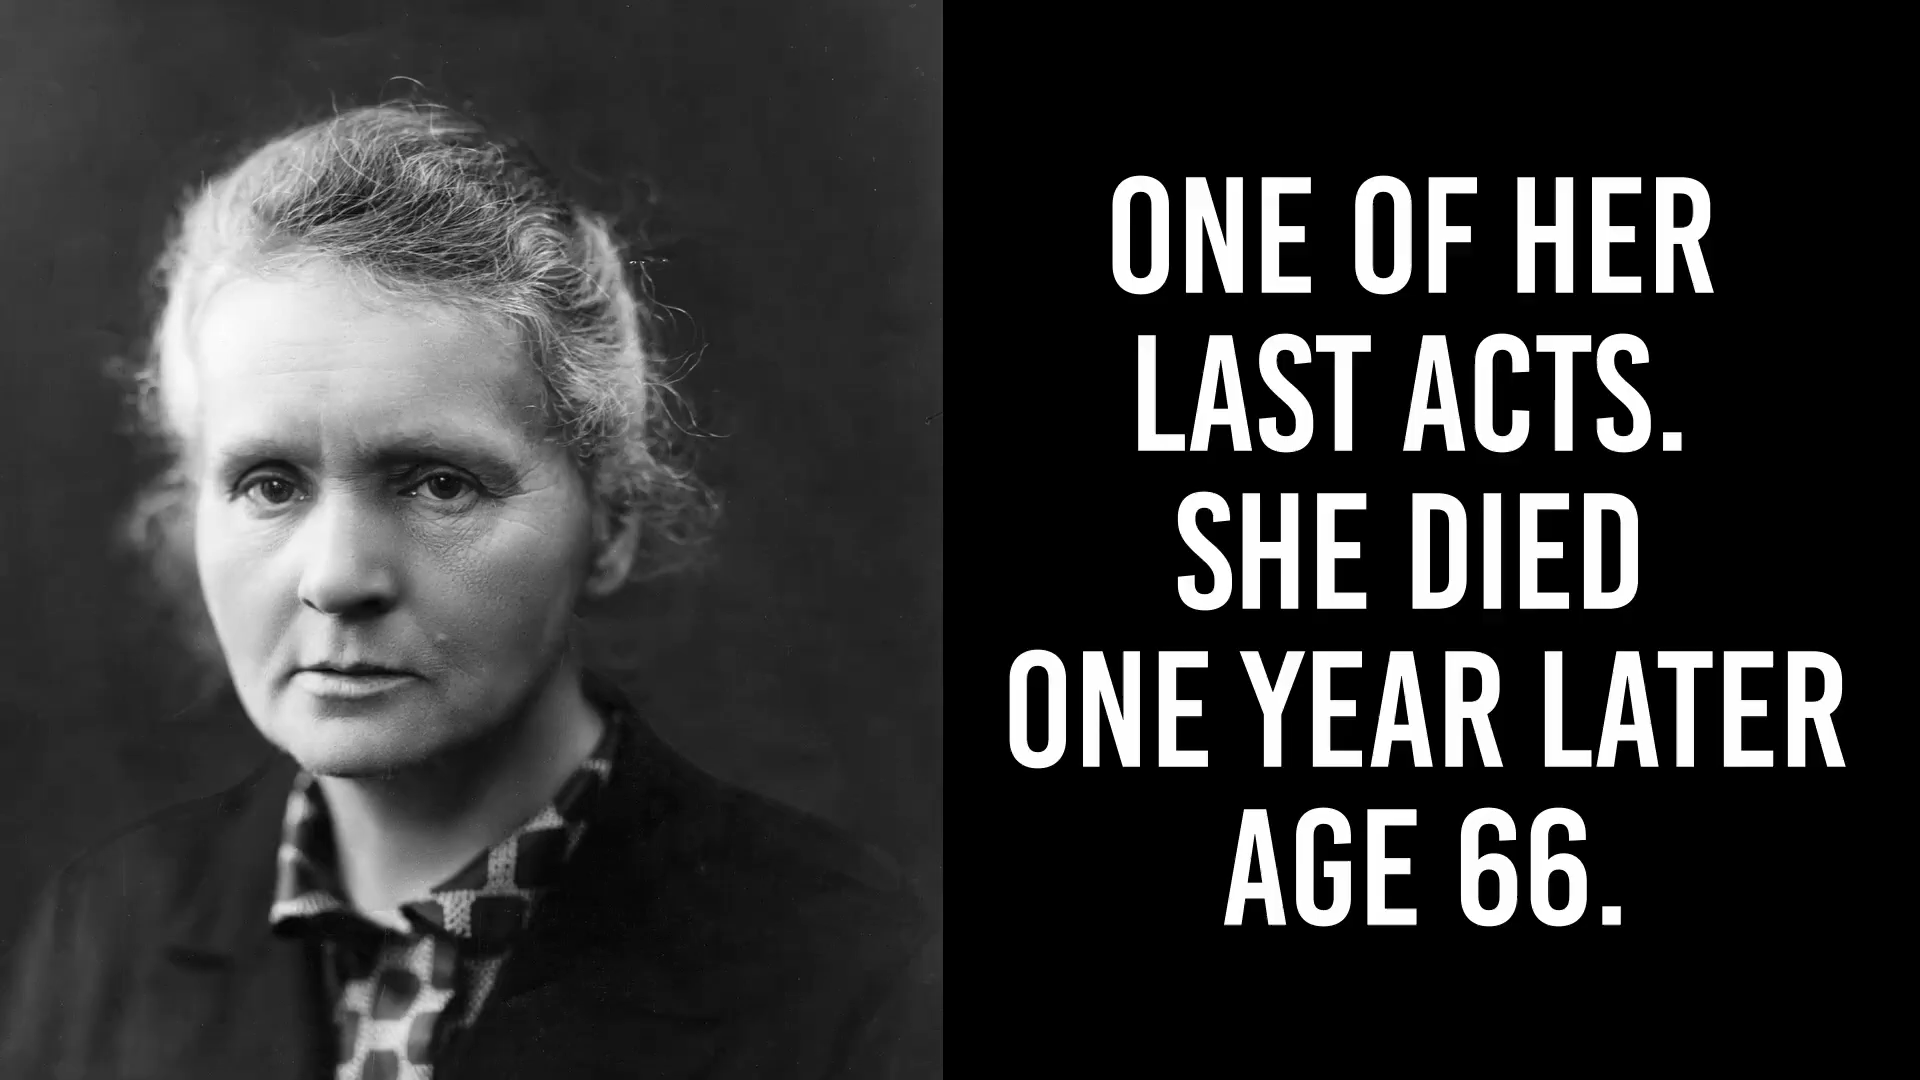 ONE OF HER
LAST ACTS.
SHE DIED
ONE YEAR LATER
AGE 66.